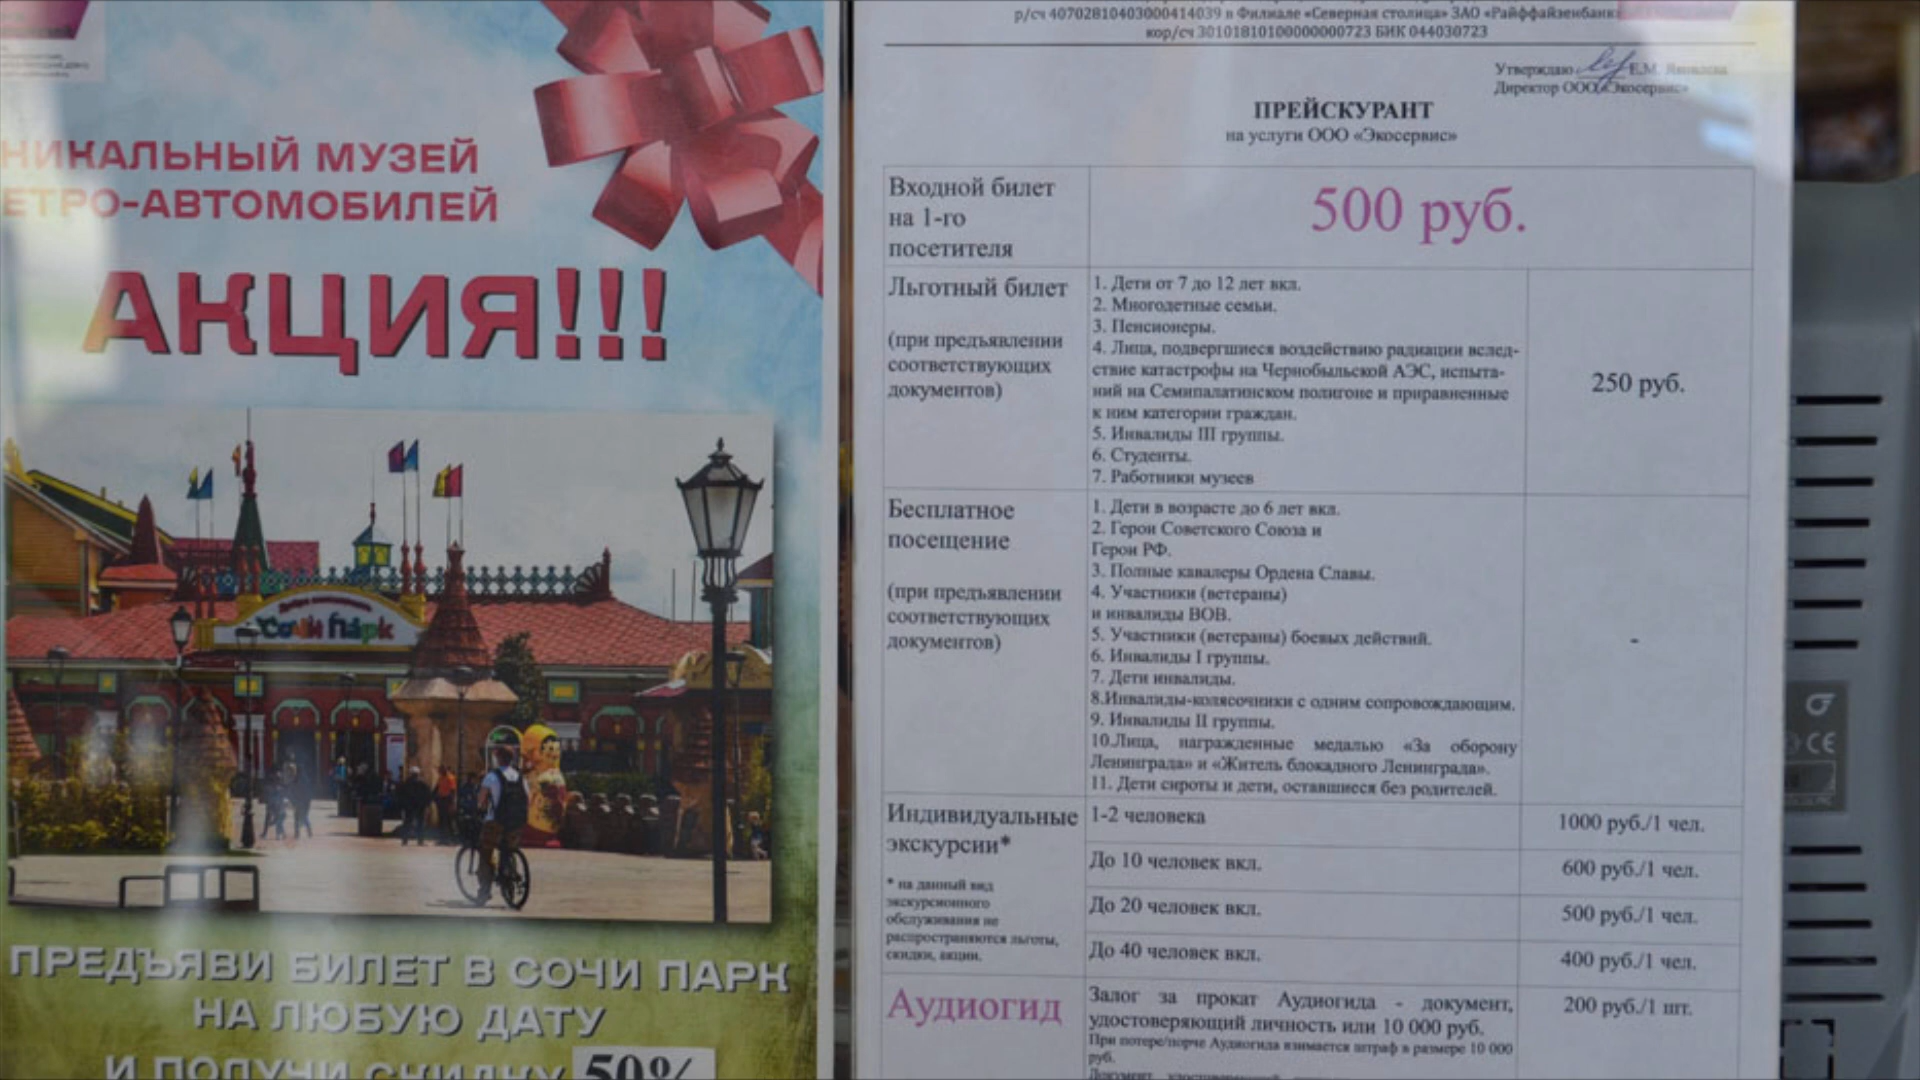 НИКАЛЬНЫЙ МУЗЕЙ
ЕТРО-АВТОМОБИЛЕЙ
АКЦИЯ!!!
Сочи Парк
ПРЕДЪЯВИ БИЛЕТ В СОЧИ ПАРК
НА ЛЮБУЮ ДАТУ
И ПОЛУЧИ СКИДКУ 50%
р/сч 40702810403000414039 в Филиале «Северная столица» ЗАО «Райффайзенбанк»
кор/сч 30101810100000000723 БИК 044030723
Утверждаю Е.М. Яковлева
Директор ООО «Экосервис»
ПРЕЙСКУРАНТ
на услуги ООО «Экосервис»
Входной билет
на 1-го
посетителя
500 руб.
Льготный билет
(при предъявлении
соответствующих
документов)
1. Дети от 7 до 12 лет вкл.
2. Многодетные семьи.
3. Пенсионеры.
4. Лица, подвергшиеся воздействию радиации вслед-
ствие катастрофы на Чернобыльской АЭС, испыта-
ний на Семипалатинском полигоне и приравненные
к ним категории граждан.
5. Инвалиды III группы.
6. Студенты.
7. Работники музеев
250 руб.
Бесплатное
посещение
(при предъявлении
соответствующих
документов)
1. Дети в возрасте до 6 лет вкл.
2. Герои Советского Союза и
Герои РФ.
3. Полные кавалеры Ордена Славы.
4. Участники (ветераны)
и инвалиды ВОВ.
5. Участники (ветераны) боевых действий.
6. Инвалиды I группы.
7. Дети инвалиды.
8.Инвалиды-колясочники с одним сопровождающим.
9. Инвалиды II группы.
10.Лица, награжденные медалью «За оборону
Ленинграда» и «Житель блокадного Ленинграда».
11. Дети сироты и дети, оставшиеся без родителей.
-
Индивидуальные
экскурсии*
* на данный вид
экскурсионного
обслуживания не
распространяются льготы,
скидки, акции.
1-2 человека
1000 руб./1 чел.
До 10 человек вкл.
600 руб./1 чел.
До 20 человек вкл.
500 руб./1 чел.
До 40 человек вкл.
400 руб./1 чел.
Аудиогид
Залог за прокат Аудиогида - документ,
удостоверяющий личность или 10 000 руб.
При потере/порче Аудиогида взимается штраф в размере 10 000
руб.
200 руб./1 шт.
CE